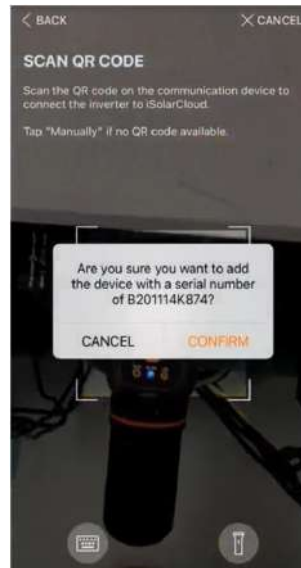 < BACK
CANCEL
SCAN QR CODE
Scan the QR code on the communication device to
connect the inverter to iSolarCloud.
Tap "Manually" if no QR code available.
Are you sure you want to add
the device with a serial number
of B201114K874?
CANCEL
CONFIRM